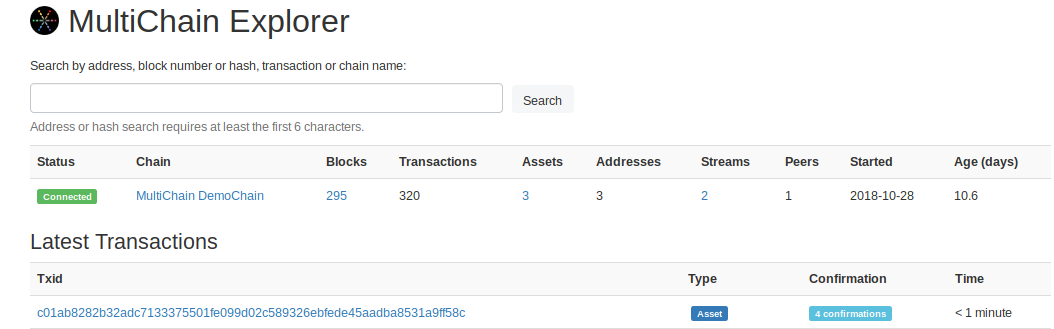 MultiChain Explorer
Search by address, block number or hash, transaction or chain name:
Search
Address or hash search requires at least the first 6 characters.
Status Chain Blocks Transactions Assets Addresses Streams Peers Started Age (days)
Connected MultiChain DemoChain 295 320 3 3 2 1 2018-10-28 10.6
Latest Transactions
Txid Type Confirmation Time
c01ab8282b32adc7133375501fe099d02c589326ebfede45aadba8531a9ff58c Asset 4 confirmations < 1 minute